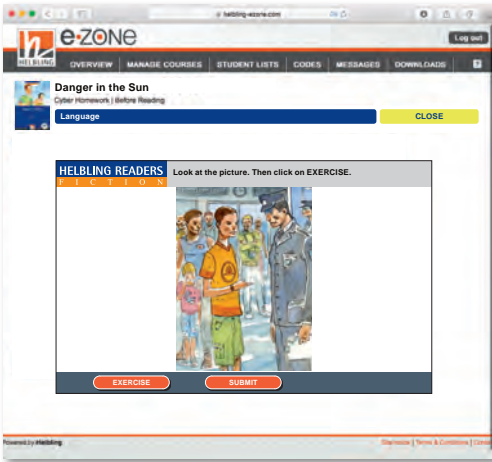 helbling-ezone.com
e•zone
Log out
HELBLING
OVERVIEW MANAGE COURSES STUDENT LISTS CODES MESSAGES DOWNLOADS ?
Danger in the Sun
Cyber Homework | Before Reading
Language CLOSE
HELBLING READERS
FICTION
Look at the picture. Then click on EXERCISE.
EXERCISE SUBMIT
Powered by Helbling
| Terms & Conditions |